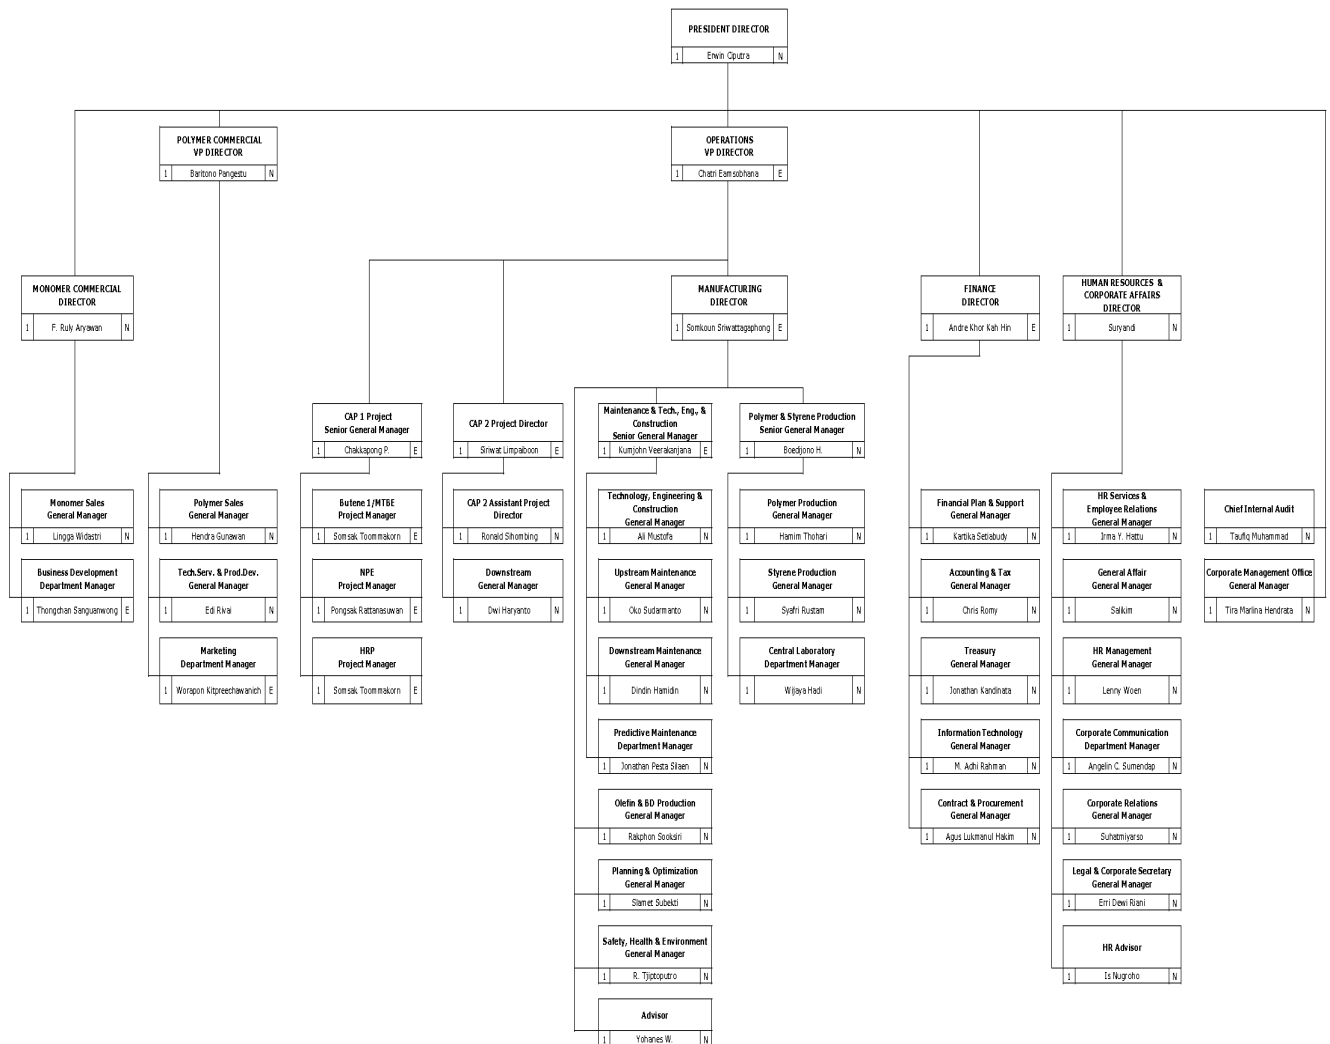 PRESIDENT DIRECTOR
1 Erwin Ciputra N
POLYMER COMMERCIAL
VP DIRECTOR
1 Baritono Pangestu N
OPERATIONS
VP DIRECTOR
1 Chatri Eamsobhana E
MONOMER COMMERCIAL
DIRECTOR
1 F. Ruly Aryawan N
MANUFACTURING
DIRECTOR
1 Somkoun Sriwattagaphong E
FINANCE
DIRECTOR
1 Andre Khor Kah Hin E
HUMAN RESOURCES &
CORPORATE AFFAIRS
DIRECTOR
1 Suryandi N
CAP 1 Project
Senior General Manager
1 Chakkapong P. E
CAP 2 Project Director
1 Siriwat Limpaiboon E
Maintenance & Tech., Eng., &
Construction
Senior General Manager
1 Kumjohn Veerakanjana E
Polymer & Styrene Production
Senior General Manager
1 Boedijono H. N
Monomer Sales
General Manager
1 Lingga Widastri N
Polymer Sales
General Manager
1 Hendra Gunawan N
Butene 1/MTBE
Project Manager
1 Somsak Toommakorn E
CAP 2 Assistant Project
Director
1 Ronald Sihombing N
Technology, Engineering &
Construction
General Manager
1 Ali Mustofa N
Polymer Production
General Manager
1 Hamim Thohari N
Financial Plan & Support
General Manager
1 Kartika Setiabudy N
HR Services &
Employee Relations
General Manager
1 Irma Y. Hattu N
Chief Internal Audit
1 Taufiq Muhammad N
Business Development
Department Manager
1 Thongchan Sanguanwong E
Tech.Serv. & Prod.Dev.
General Manager
1 Edi Rivai N
NPE
Project Manager
1 Pongsak Rattanasuwan E
Downstream
General Manager
1 Dwi Haryanto N
Upstream Maintenance
General Manager
1 Oko Sudarmanto N
Styrene Production
General Manager
1 Syafri Rustam N
Accounting & Tax
General Manager
1 Chris Romy N
General Affair
General Manager
1 Salikim N
Corporate Management Office
General Manager
1 Tira Marlina Hendrata N
Marketing
Department Manager
1 Worapon Kitpreechawanich E
HRP
Project Manager
1 Somsak Toommakorn E
Downstream Maintenance
General Manager
1 Dindin Hamidin N
Central Laboratory
Department Manager
1 Wijaya Hadi N
Treasury
General Manager
1 Jonathan Kandinata N
HR Management
General Manager
1 Lenny Woen N
Predictive Maintenance
Department Manager
1 Jonathan Pesta Silaen N
Information Technology
General Manager
1 M. Adhi Rahman N
Corporate Communication
Department Manager
1 Angelin C. Sumendap N
Olefin & BD Production
General Manager
1 Rakphon Sooksiri N
Contract & Procurement
General Manager
1 Agus Lukmanul Hakim N
Corporate Relations
General Manager
1 Suhatmiyarso N
Planning & Optimization
General Manager
1 Slamet Subekti N
Legal & Corporate Secretary
General Manager
1 Erri Dewi Riani N
Safety, Health & Environment
General Manager
1 R. Tjiptoputro N
HR Advisor
1 Is Nugroho N
Advisor
1 Yohanes W. N